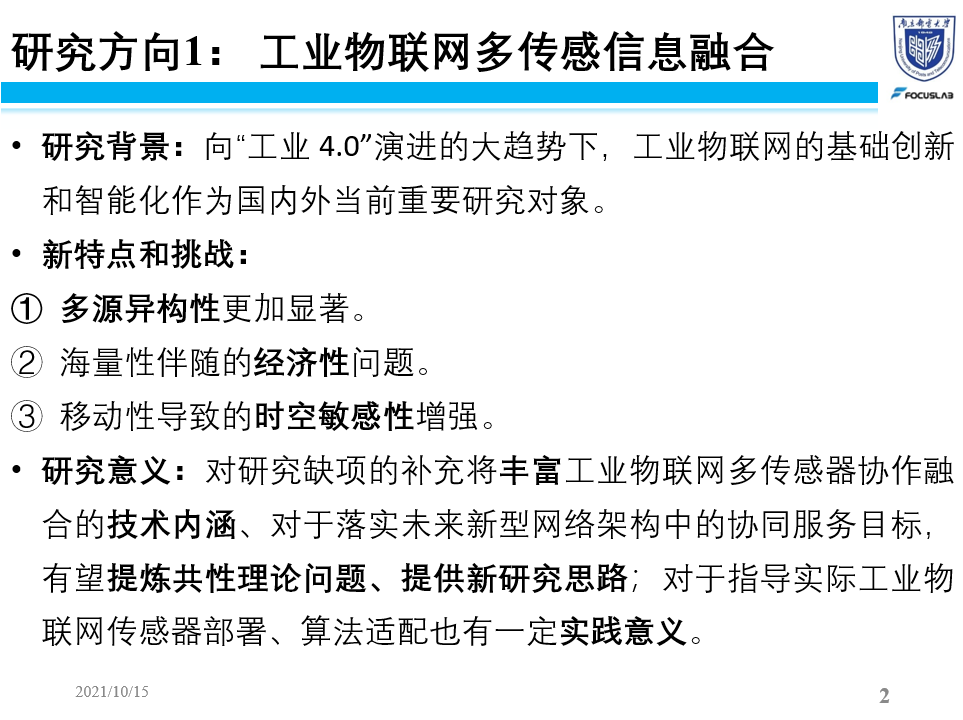 研究方向1： 工业物联网多传感信息融合
南京邮电大学
FOCUSLAB
• 研究背景：向“工业 4.0”演进的大趋势下，工业物联网的基础创新
和智能化作为国内外当前重要研究对象。
• 新特点和挑战：
① 多源异构性更加显著。
② 海量性伴随的经济性问题。
③ 移动性导致的时空敏感性增强。
• 研究意义：对研究缺项的补充将丰富工业物联网多传感器协作融
合的技术内涵、对于落实未来新型网络架构中的协同服务目标，
有望提炼共性理论问题、提供新研究思路；对于指导实际工业物
联网传感器部署、算法适配也有一定实践意义。
2021/10/15
2